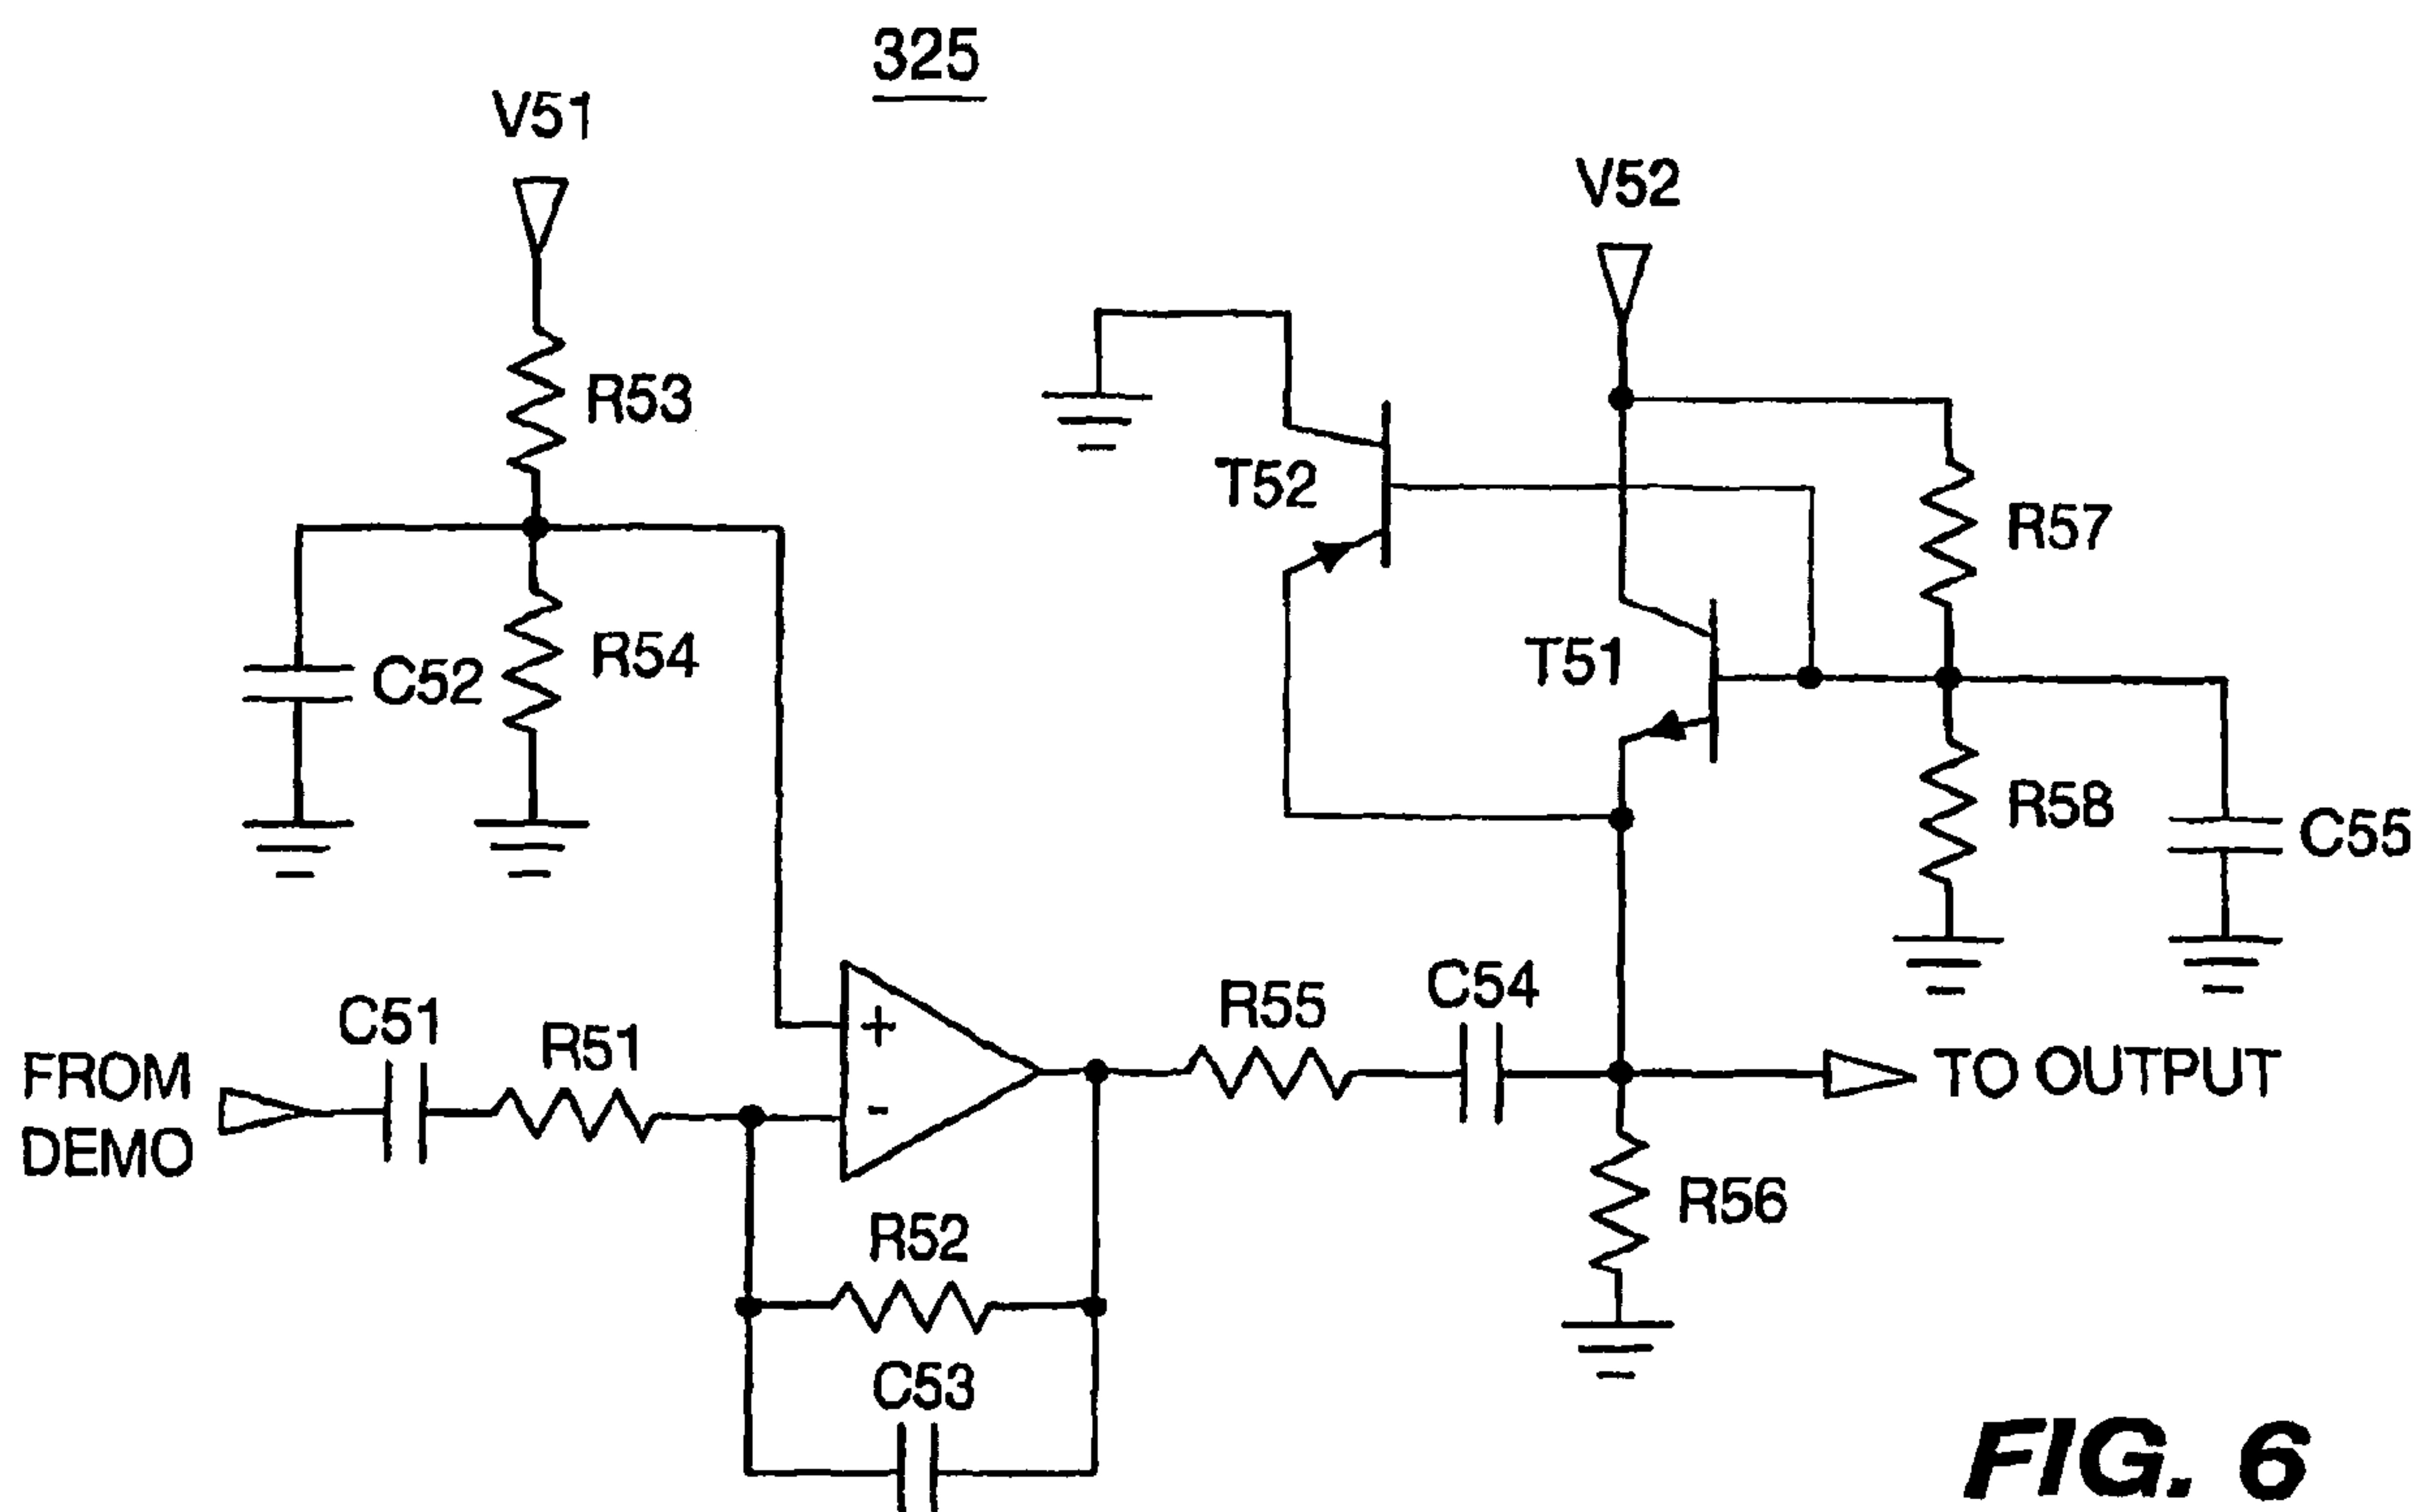 325
V51
V52
R53
T52
R57
R54
C52
T51
R58
C55
C54
R55
C51
R51
+
FROM
DEMO
TO OUTPUT
-
R56
R52
C53
FIG. 6